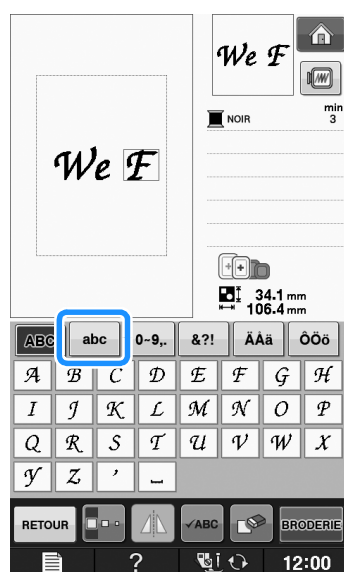 We F
We F
NOIR
min
3
34.1 mm
106.4 mm
ABC abc 0~9,. &?! ÄÅä ÔÖö
A B C D E F G H
I J K L M N O P
Q R S T U V W X
Y Z ’ _
RETOUR ✓ABC BRODERIE
? 12:00